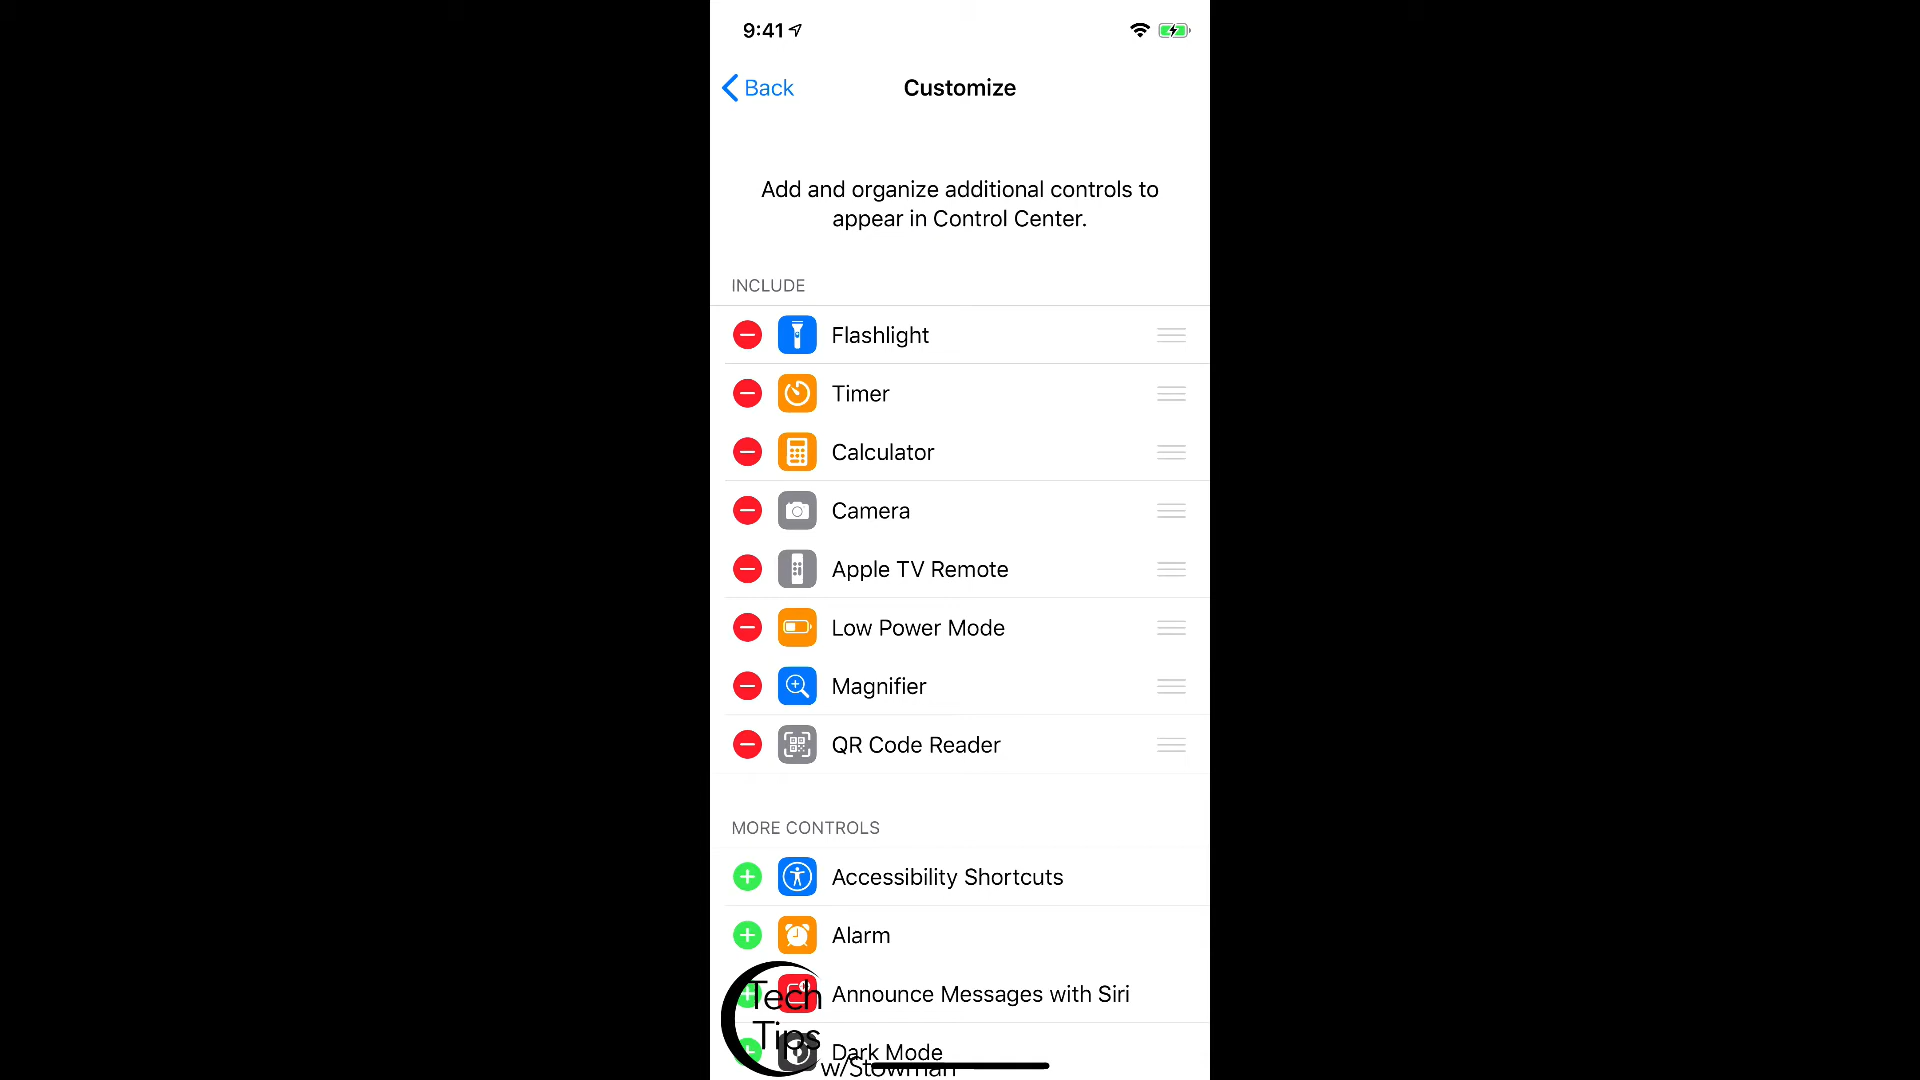 9:41
Back
Customize
Add and organize additional controls to
appear in Control Center.
INCLUDE
Flashlight
Timer
Calculator
Camera
Apple TV Remote
Low Power Mode
Magnifier
QR Code Reader
MORE CONTROLS
Accessibility Shortcuts
Alarm
Announce Messages with Siri
Dark Mode
Tech
Tips
w/Stowman